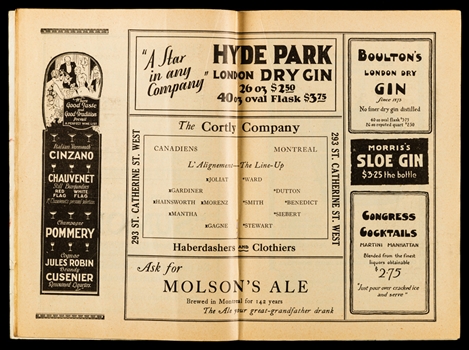 When
Good Taste
and
Good Tradition
Prevail
Italian Vermouth
CINZANO
CHAUVENET
Still Burgundies
RED WHITE
FLAG FLAG
Champagne
POMMERY
Cognac
JULES ROBIN
Brandy
CUSENIER
Renowned Liqueurs
"A Star
in any
Company"
HYDE PARK
LONDON DRY GIN
26 oz $2.50
40 oz oval Flask $3.75
The Cortly Company
293 ST. CATHERINE ST. WEST
CANADIENS MONTREAL
L'Alignement—The Line-Up
JOLIAT WARD
GARDINER DUTTON
HAINSWORTH MORENZ SMITH BENEDICT
MANTHA SIEBERT
GAGNE STEWART
293 ST. CATHERINE ST. WEST
Haberdashers AND Clothiers
Ask for
MOLSON'S ALE
Brewed in Montreal for 142 years
The Ale your great-grandfather drank
BOULTON'S
LONDON DRY
GIN
Since 1872
No finer gin distilled
MORRIS'S
SLOE GIN
$3.25 the bottle
CONGRESS
COCKTAILS
MARTINI MANHATTAN
Blended from the finest
liquors obtainable
$2.75
"Just pour over cracked ice
and serve"